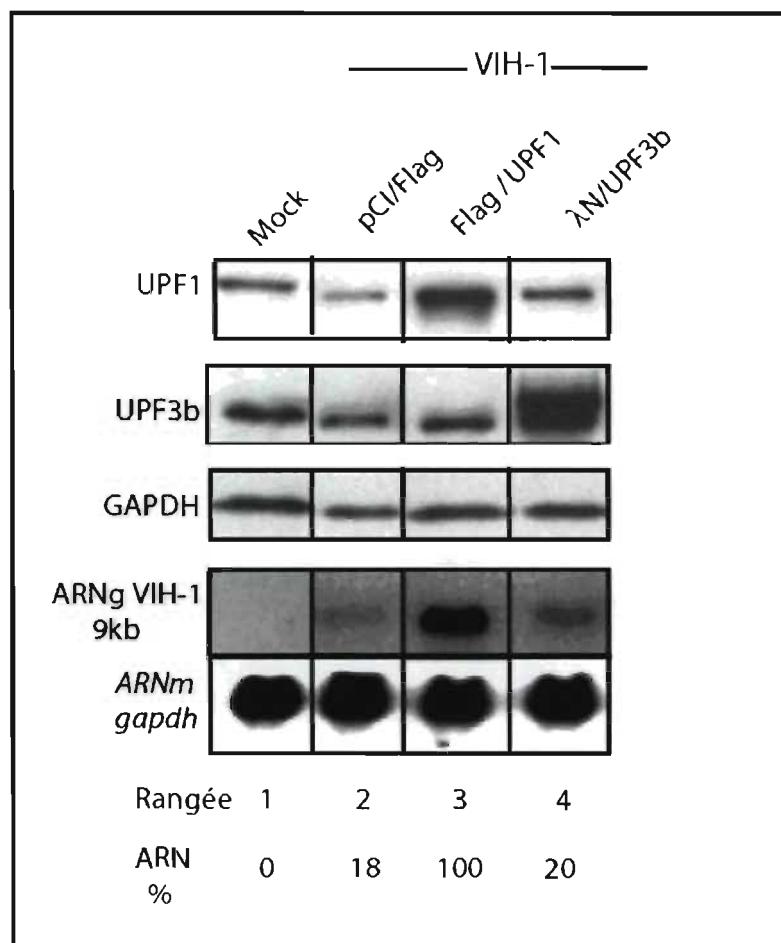 VIH-1
Mock
pCI/Flag
Flag / UPF1
λN/UPF3b
UPF1
UPF3b
GAPDH
ARNg VIH-1
9kb
ARNm
gapdh
Rangée 1 2 3 4
ARN 0 18 100 20
%